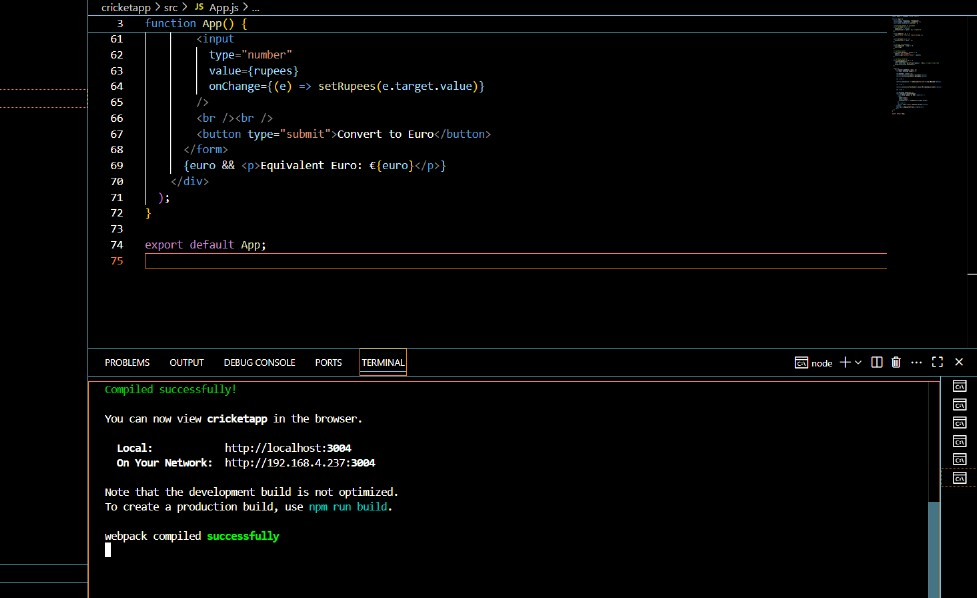 cricketapp > src > JS App.js > ...
3 function App() {
61 <input
62 type="number"
63 value={rupees}
64 onChange={(e) => setRupees(e.target.value)}
65 />
66 <br /><br />
67 <button type="submit">Convert to Euro</button>
68 </form>
69 {euro && <p>Equivalent Euro: €{euro}</p>}
70 </div>
71 );
72 }
73
74 export default App;
75
PROBLEMS OUTPUT DEBUG CONSOLE PORTS TERMINAL node
Compiled successfully!
You can now view cricketapp in the browser.
Local: http://localhost:3004
On Your Network: http://192.168.4.237:3004
Note that the development build is not optimized.
To create a production build, use npm run build.
webpack compiled successfully